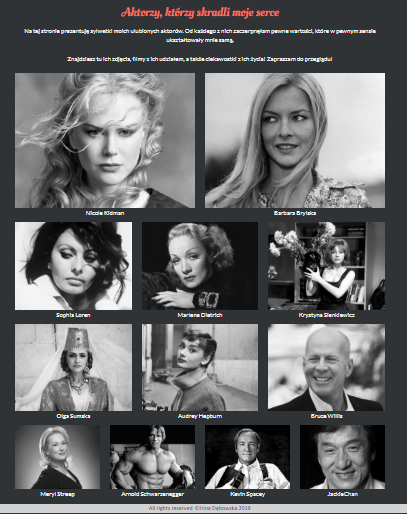 Aktorzy, którzy skradli moje serce
Na tej stronie prezentuję sylwetki moich ulubionych aktorów. Od każdego z nich zaczerpnęłam pewne wartości, które w pewnym sensie
ukształtowały mnie samą.
Znajdziesz tu ich zdjęcia, filmy z ich udziałem, a także ciekawostki z ich życia! Zapraszam do przeglądu!
Nicole Kidman
Barbara Brylska
Sophia Loren
Marlene Dietrich
Krystyna Sienkiewicz
Olga Sumska
Audrey Hepburn
Bruce Willis
Meryl Streep
Arnold Schwarzenegger
Kevin Spacey
JackieChan
All rights reserved ©Irina Dębowska 2019